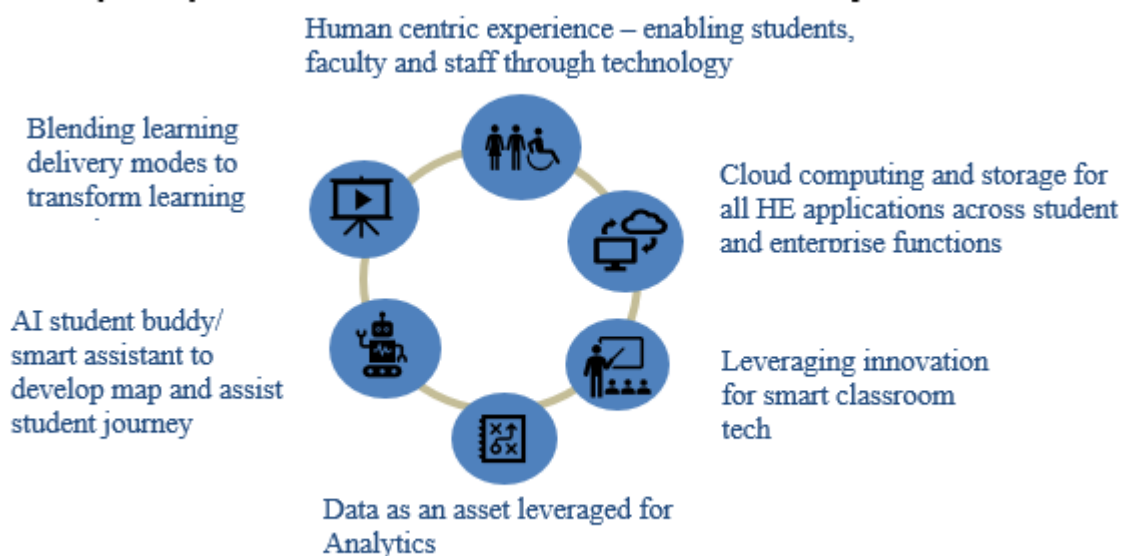 Human centric experience – enabling students,
faculty and staff through technology
Blending learning
delivery modes to
transform learning
Cloud computing and storage for
all HE applications across student
and enterprise functions
AI student buddy/
smart assistant to
develop map and assist
student journey
Leveraging innovation
for smart classroom
tech
Data as an asset leveraged for
Analytics